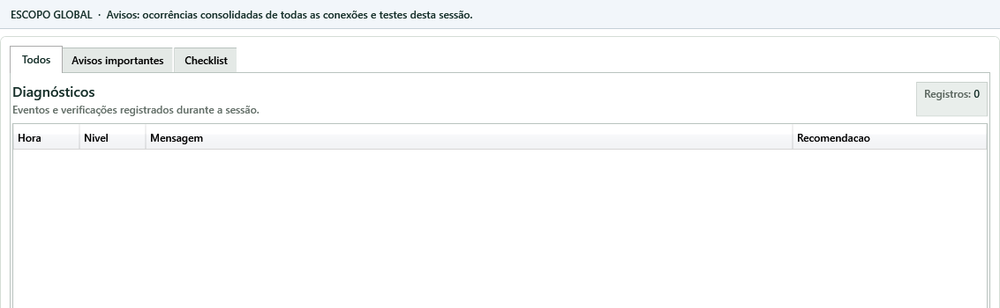 ESCOPO GLOBAL · Avisos: ocorrências consolidadas de todas as conexões e testes desta sessão.
Todos Avisos importantes Checklist
Diagnósticos
Registros: 0
Eventos e verificações registrados durante a sessão.
Hora Nivel Mensagem Recomendacao